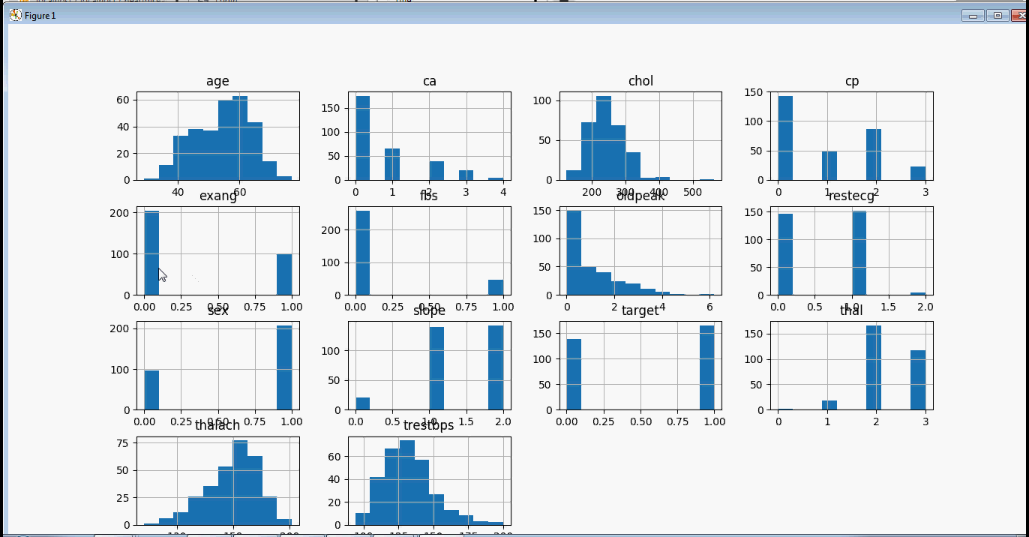 Figure 1
age ca chol cp
60 150 100 150
40 100 50 100
20 50 0 50
0 0 0
40 60 0 1 2 3 4 200 300 400 500 0 1 2 3
exang fbs oldpeak restecg
200 200 150 150
100 100 100 100
0 0 50 50
0 0
0.00 0.25 0.50 0.75 1.00 0.00 0.25 0.50 0.75 1.00 0 2 4 6 0.0 0.5 1.0 1.5 2.0
sex slope target thal
200 100 150 150
100 50 100 100
0 0 50 50
0 0
0.00 0.25 0.50 0.75 1.00 0.0 0.5 1.0 1.5 2.0 0.00 0.25 0.50 0.75 1.00 0 1 2 3
thalach trestbps
75 60
50 40
25 20
0 0